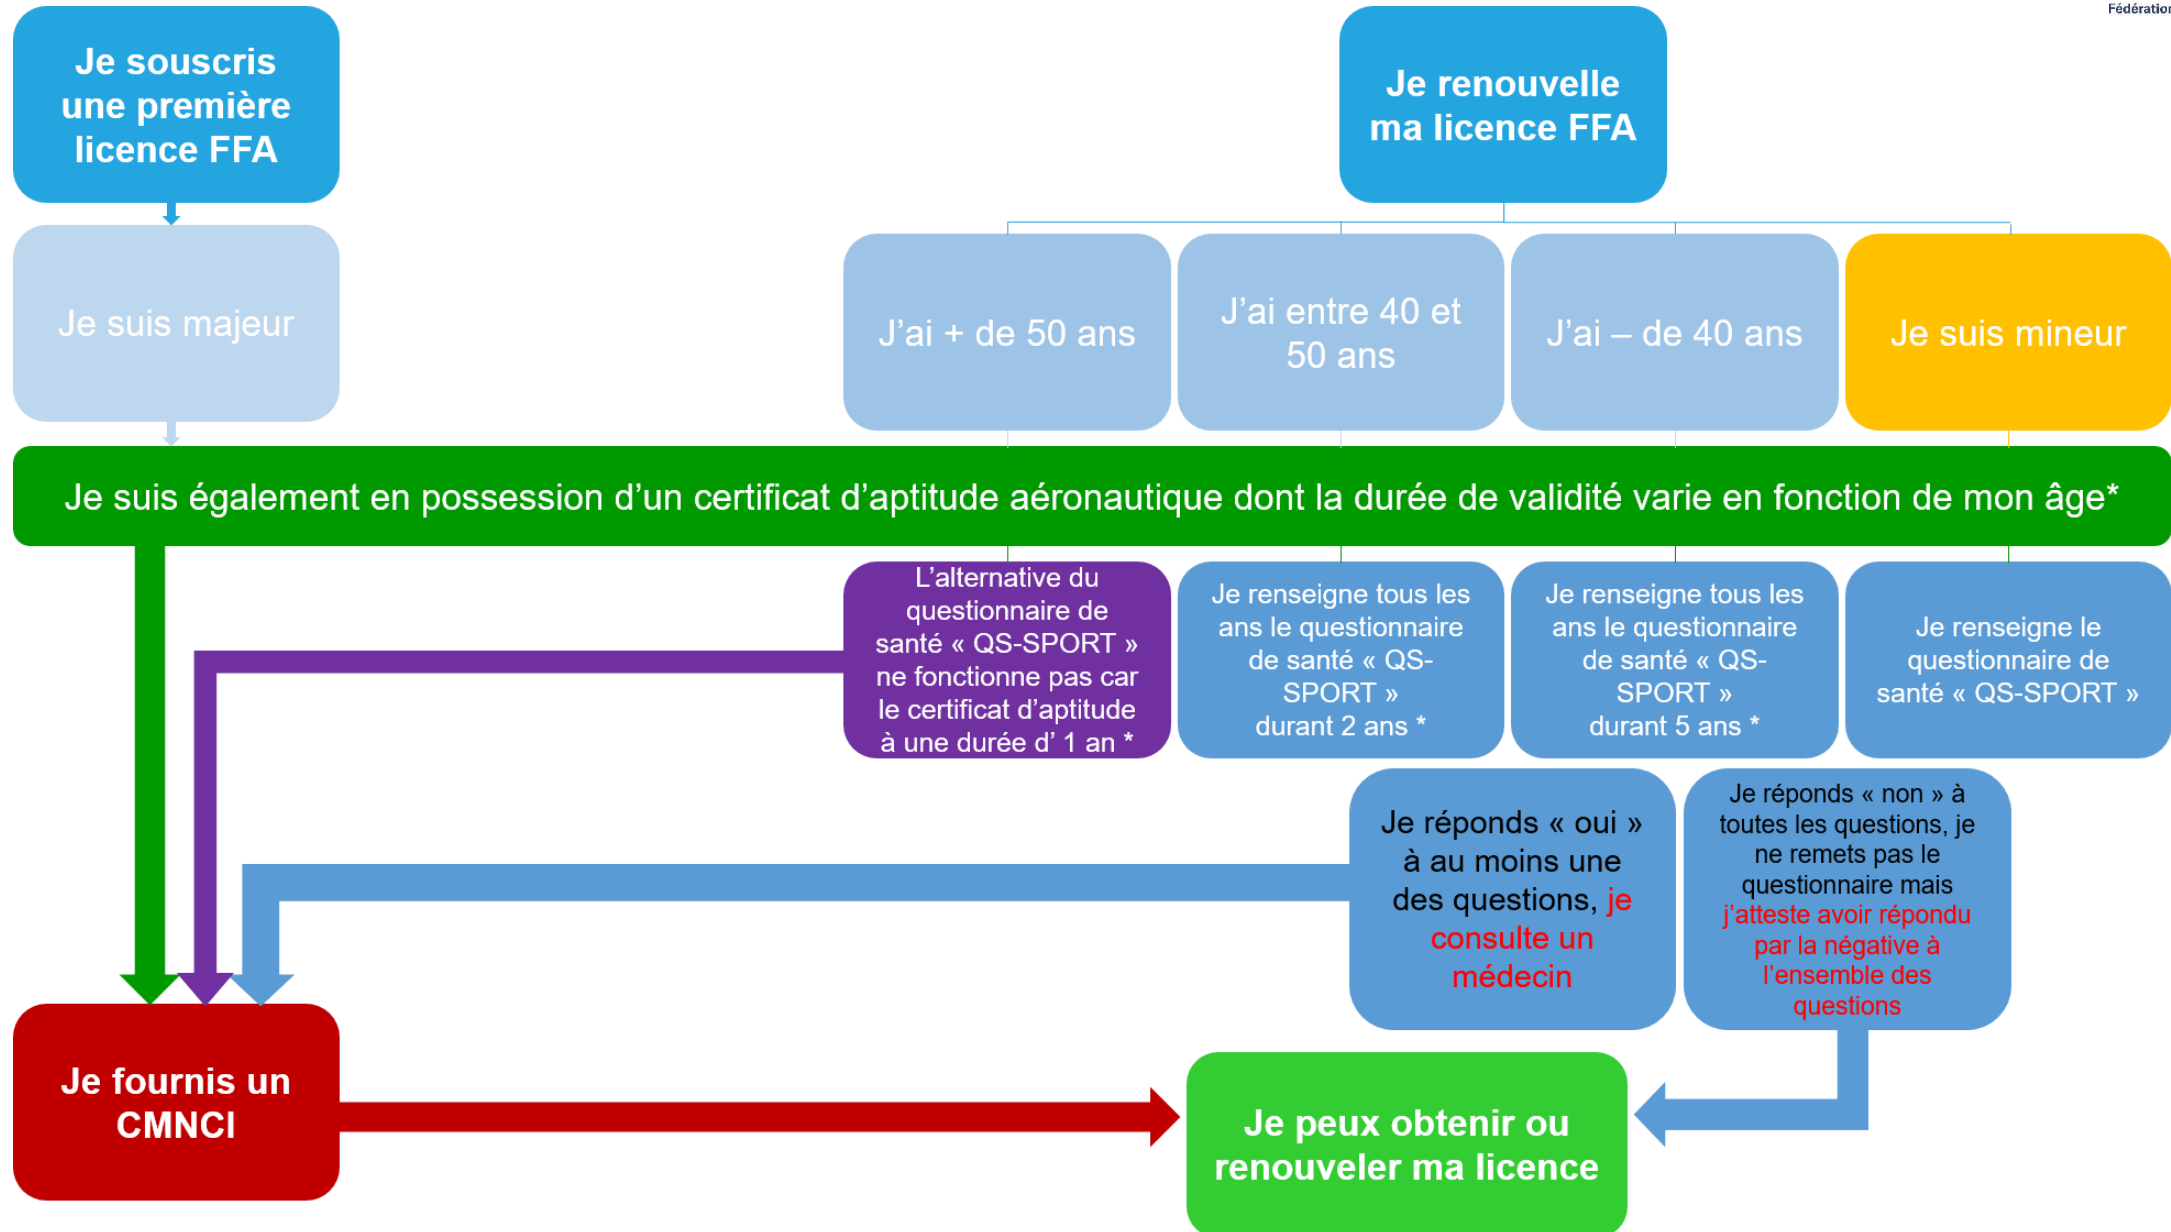 Fédération
Je souscris
une première
licence FFA
Je renouvelle
ma licence FFA
Je suis majeur
J'ai + de 50 ans
J'ai entre 40 et
50 ans
J'ai – de 40 ans
Je suis mineur
Je suis également en possession d'un certificat d'aptitude aéronautique dont la durée de validité varie en fonction de mon âge*
L'alternative du
questionnaire de
santé « QS-SPORT »
ne fonctionne pas car
le certificat d'aptitude
à une durée d' 1 an *
Je renseigne tous les
ans le questionnaire
de santé « QS-
SPORT »
durant 2 ans *
Je renseigne tous les
ans le questionnaire
de santé « QS-
SPORT »
durant 5 ans *
Je renseigne le
questionnaire de
santé « QS-SPORT »
Je réponds « oui »
à au moins une
des questions, je
consulte un
médecin
Je réponds « non » à
toutes les questions, je
ne remets pas le
questionnaire mais
j'atteste avoir répondu
par la négative à
l'ensemble des
questions
Je fournis un
CMNCI
Je peux obtenir ou
renouveler ma licence